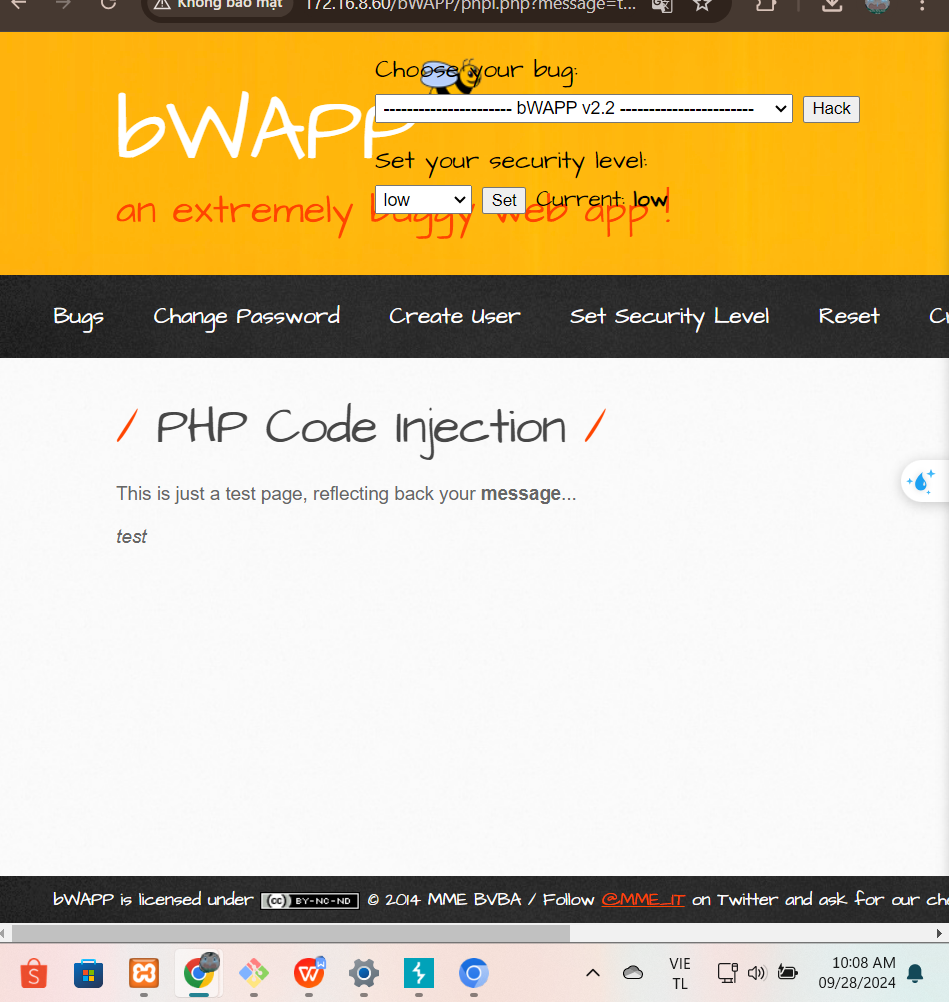 Không bảo mật 172.16.8.60/bWAPP/phpi.php?message=t...
Choose your bug:
bWAPP
---------------------- bWAPP v2.2 -----------------------
Hack
Set your security level:
low Set Current: low
an extremely buggy web app !
Bugs Change Password Create User Set Security Level Reset
/ PHP Code Injection /
This is just a test page, reflecting back your message...
test
bWAPP is licensed under (cc) BY-NC-ND © 2014 MME BVBA / Follow @MME_IT on Twitter and ask for our
VIE 10:08 AM
TL 09/28/2024